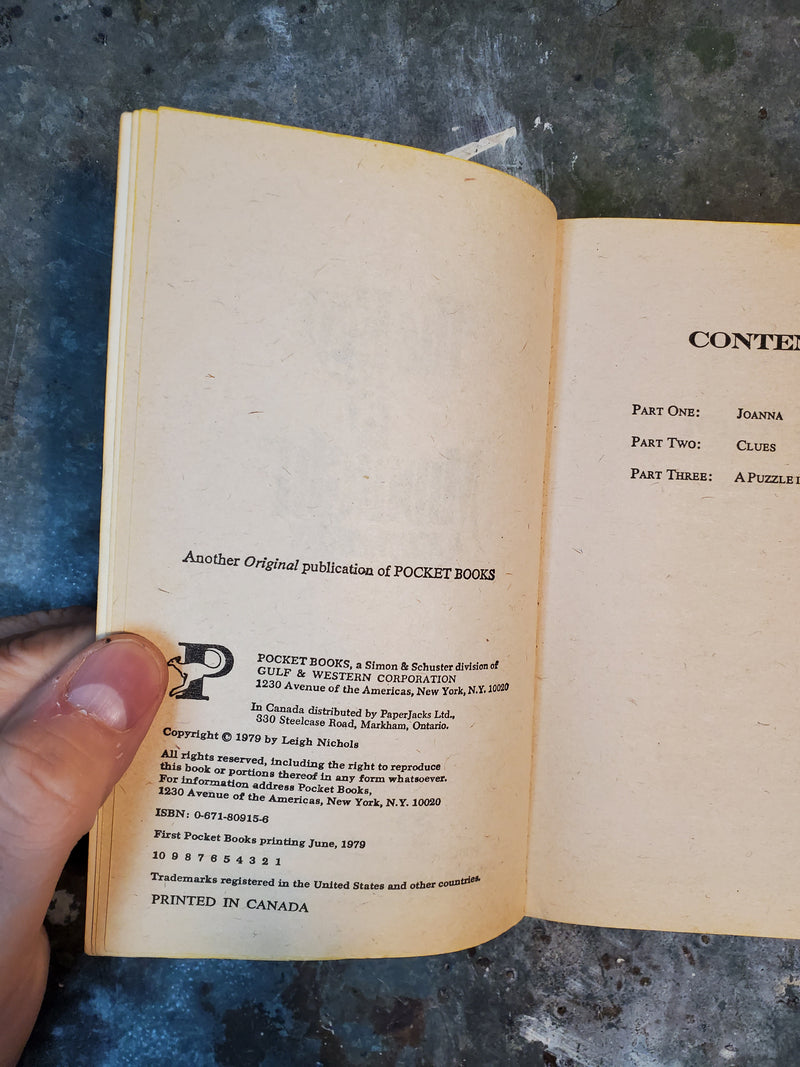 Another Original publication of POCKET BOOKS
P
POCKET BOOKS, a Simon & Schuster division of
GULF & WESTERN CORPORATION
1230 Avenue of the Americas, New York, N.Y. 10020
In Canada distributed by PaperJacks Ltd.,
330 Steelcase Road, Markham, Ontario.
Copyright © 1979 by Leigh Nichols
All rights reserved, including the right to reproduce
this book or portions thereof in any form whatsoever.
For information address Pocket Books,
1230 Avenue of the Americas, New York, N.Y. 10020
ISBN: 0-671-80915-6
First Pocket Books printing June, 1979
10 9 8 7 6 5 4 3 2 1
Trademarks registered in the United States and other countries.
PRINTED IN CANADA
CONTEN
PART ONE: JOANNA
PART TWO: CLUES
PART THREE: A PUZZLE